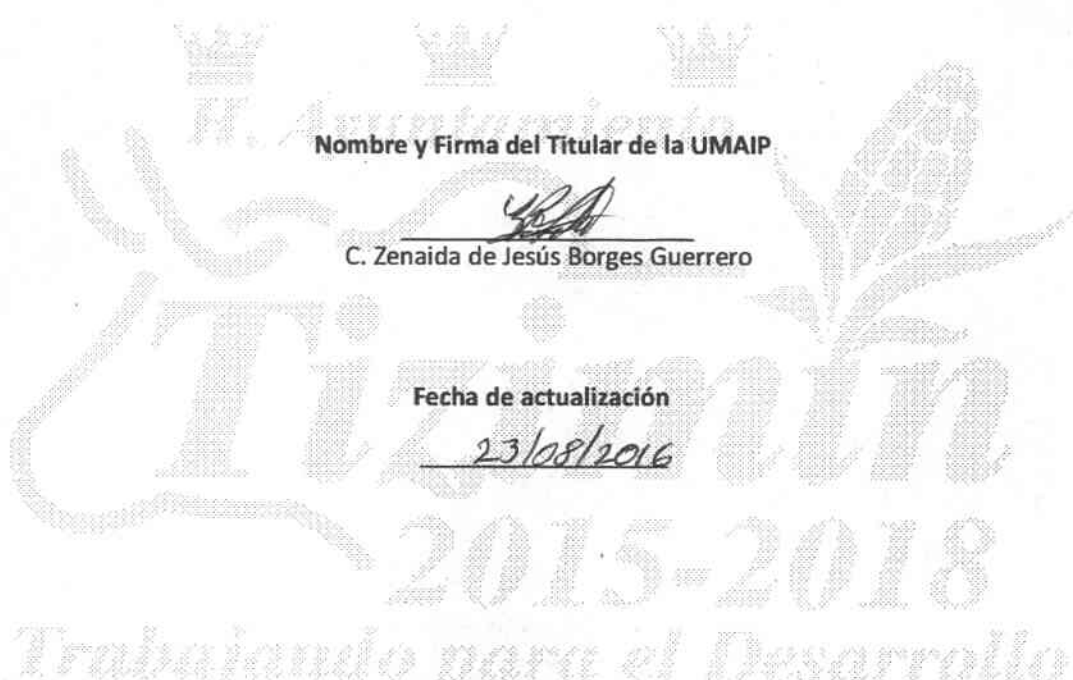 H. Ayuntamiento
Nombre y Firma del Titular de la UMAIP
C. Zenaida de Jesús Borges Guerrero
Tizimín
Fecha de actualización
23/08/2016
2015-2018
Trabajando para el Desarrollo